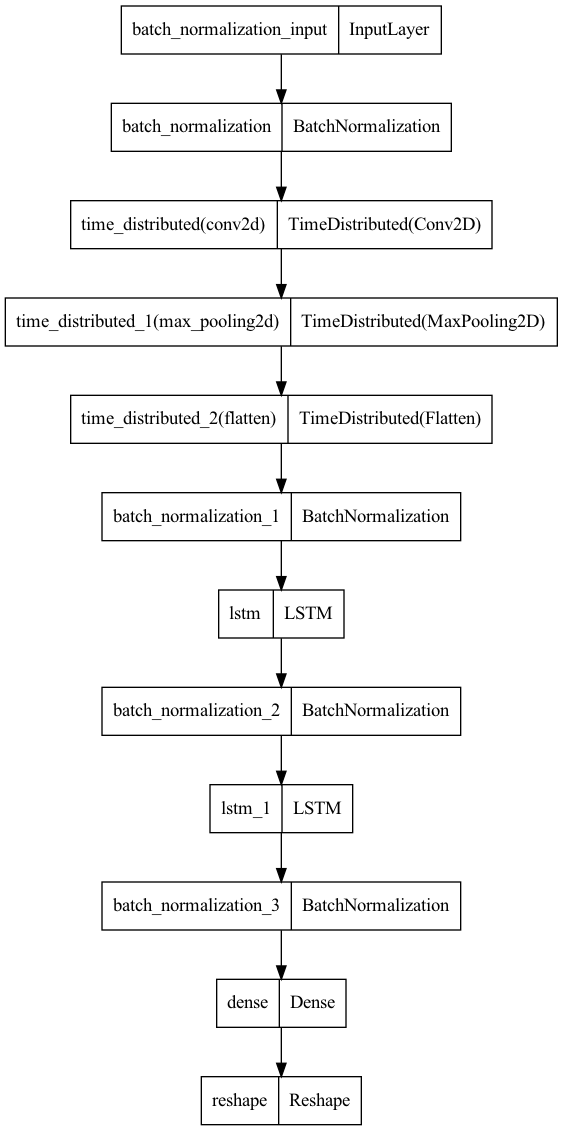 batch_normalization_input InputLayer
batch_normalization BatchNormalization
time_distributed(conv2d) TimeDistributed(Conv2D)
time_distributed_1(max_pooling2d) TimeDistributed(MaxPooling2D)
time_distributed_2(flatten) TimeDistributed(Flatten)
batch_normalization_1 BatchNormalization
lstm LSTM
batch_normalization_2 BatchNormalization
lstm_1 LSTM
batch_normalization_3 BatchNormalization
dense Dense
reshape Reshape